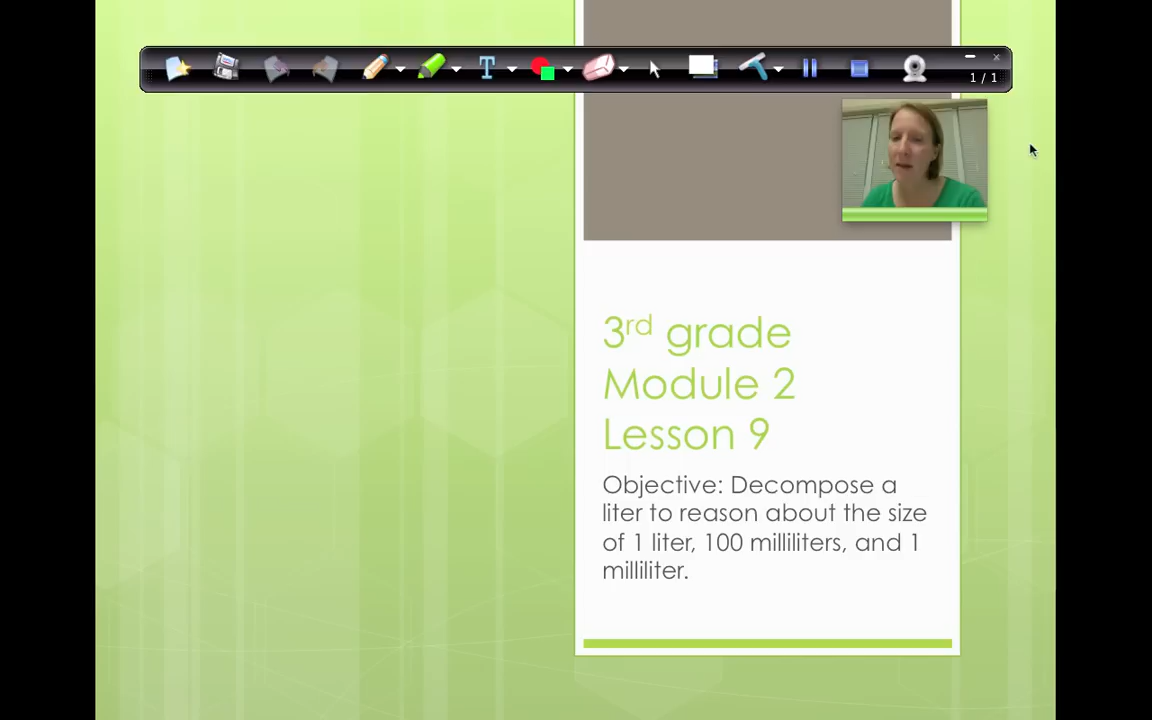 1 / 1
3rd grade
Module 2
Lesson 9
Objective: Decompose a
liter to reason about the size
of 1 liter, 100 milliliters, and 1
milliliter.